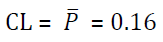 CL = P̅ = 0.16